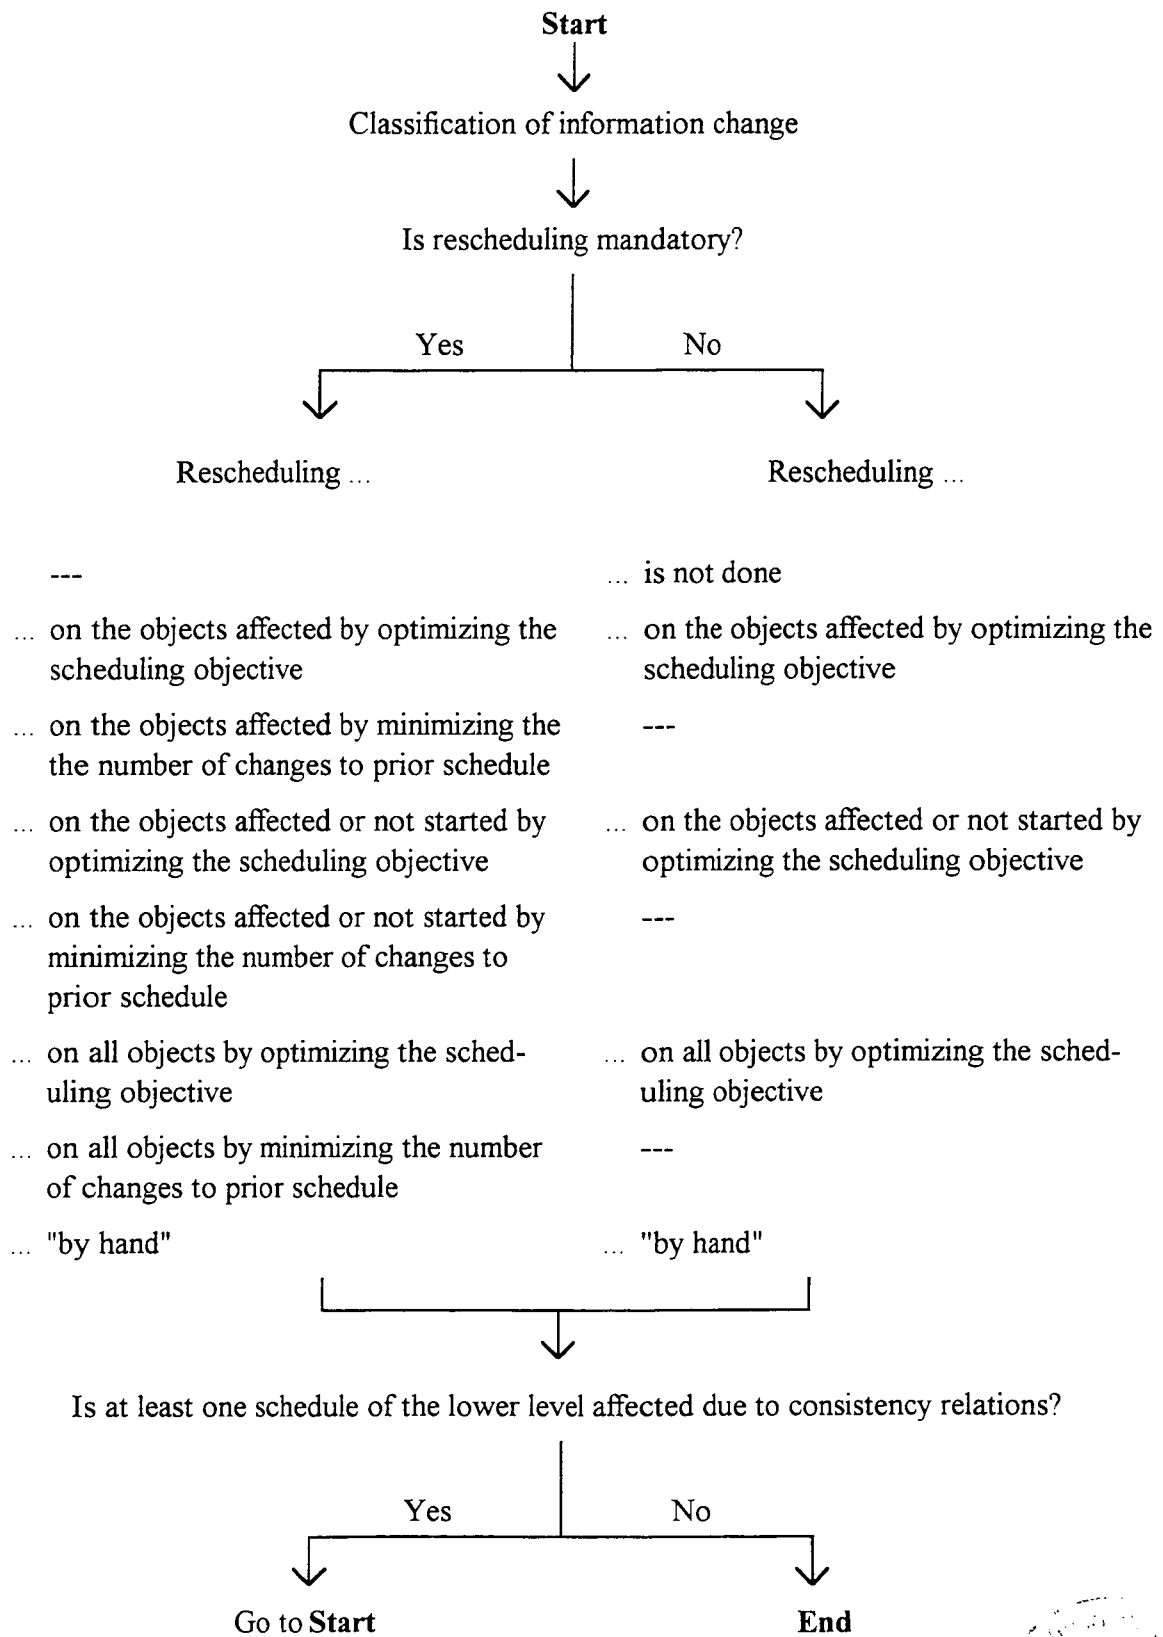 Start
Classification of information change
Is rescheduling mandatory?
Yes
No
Rescheduling ...
Rescheduling ...
---
... is not done
... on the objects affected by optimizing the
scheduling objective
... on the objects affected by optimizing the
scheduling objective
... on the objects affected by minimizing the
the number of changes to prior schedule
---
... on the objects affected or not started by
optimizing the scheduling objective
... on the objects affected or not started by
optimizing the scheduling objective
... on the objects affected or not started by
minimizing the number of changes to
prior schedule
---
... on all objects by optimizing the sched-
uling objective
... on all objects by optimizing the sched-
uling objective
... on all objects by minimizing the number
of changes to prior schedule
---
... "by hand"
... "by hand"
Is at least one schedule of the lower level affected due to consistency relations?
Yes
No
Go to Start
End